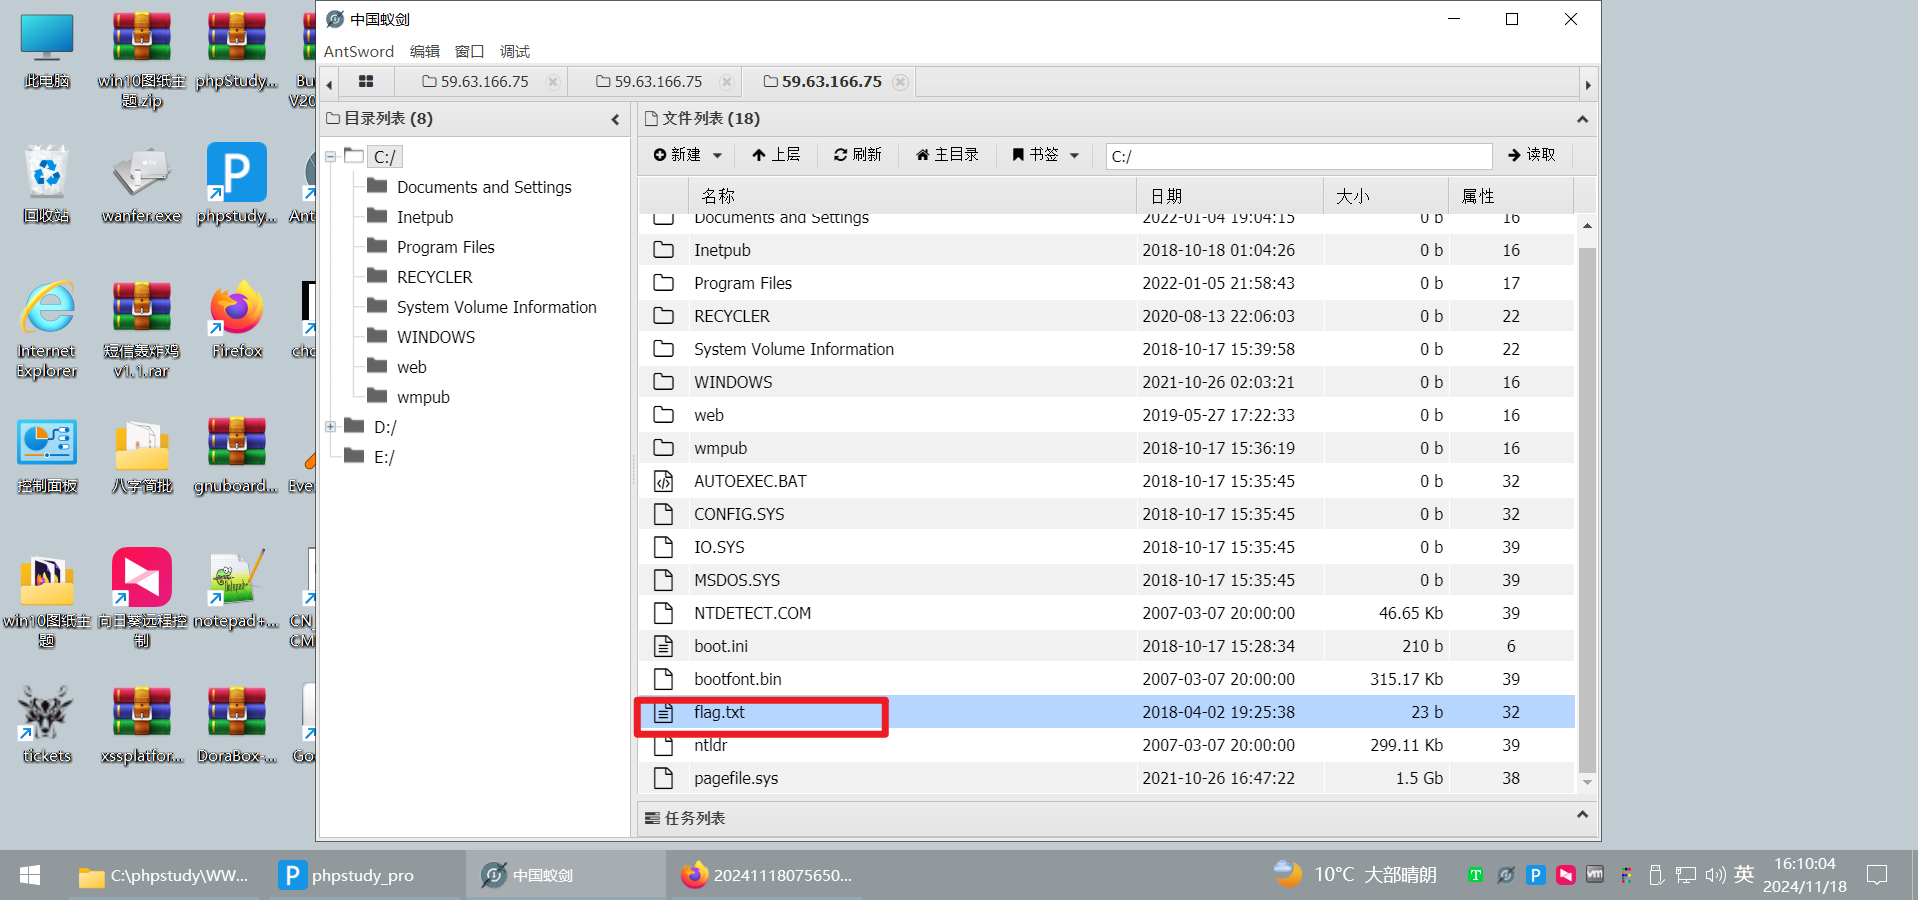 此电脑
win10图纸主
题.zip
phpStudy...
Bu
V20
回收站
wanfer.exe
phpstudy...
Ant
Internet
Explorer
短信轰炸鸡
v1.1.rar
Firefox
cho
控制面板
八字简批
gnuboard...
Eve
win10图纸主
题
向日葵远程控
制
notepad+...
CN_
CM
tickets
xssplatfor...
DoraBox-...
Go
中国蚁剑
AntSword 编辑 窗口 调试
59.63.166.75
59.63.166.75
59.63.166.75
目录列表 (8)
C:/
Documents and Settings
Inetpub
Program Files
RECYCLER
System Volume Information
WINDOWS
web
wmpub
D:/
E:/
文件列表 (18)
新建 上层 刷新 主目录 书签 C:/ 读取
名称 日期 大小 属性
Documents and Settings 2022-01-04 19:04:15 0 b 16
Inetpub 2018-10-18 01:04:26 0 b 16
Program Files 2022-01-05 21:58:43 0 b 17
RECYCLER 2020-08-13 22:06:03 0 b 22
System Volume Information 2018-10-17 15:39:58 0 b 22
WINDOWS 2021-10-26 02:03:21 0 b 16
web 2019-05-27 17:22:33 0 b 16
wmpub 2018-10-17 15:36:19 0 b 16
AUTOEXEC.BAT 2018-10-17 15:35:45 0 b 32
CONFIG.SYS 2018-10-17 15:35:45 0 b 32
IO.SYS 2018-10-17 15:35:45 0 b 39
MSDOS.SYS 2018-10-17 15:35:45 0 b 39
NTDETECT.COM 2007-03-07 20:00:00 46.65 Kb 39
boot.ini 2018-10-17 15:28:34 210 b 6
bootfont.bin 2007-03-07 20:00:00 315.17 Kb 39
flag.txt 2018-04-02 19:25:38 23 b 32
ntldr 2007-03-07 20:00:00 299.11 Kb 39
pagefile.sys 2021-10-26 16:47:22 1.5 Gb 38
任务列表
C:\phpstudy\WW...
phpstudy_pro
中国蚁剑
20241118075650...
10°C 大部晴朗
英
16:10:04
2024/11/18